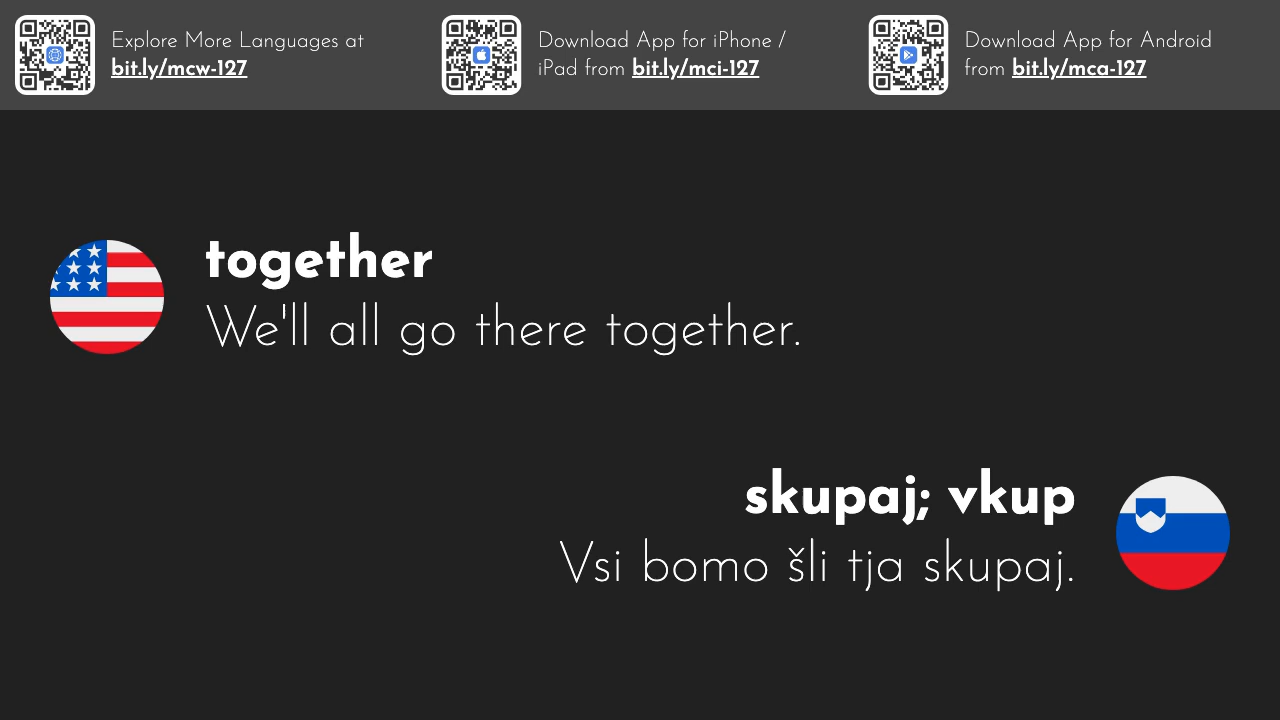 Explore More Languages at
bit.ly/mcw-127
Download App for iPhone /
iPad from bit.ly/mci-127
Download App for Android
from bit.ly/mca-127
together
We'll all go there together.
skupaj; vkup
Vsi bomo šli tja skupaj.